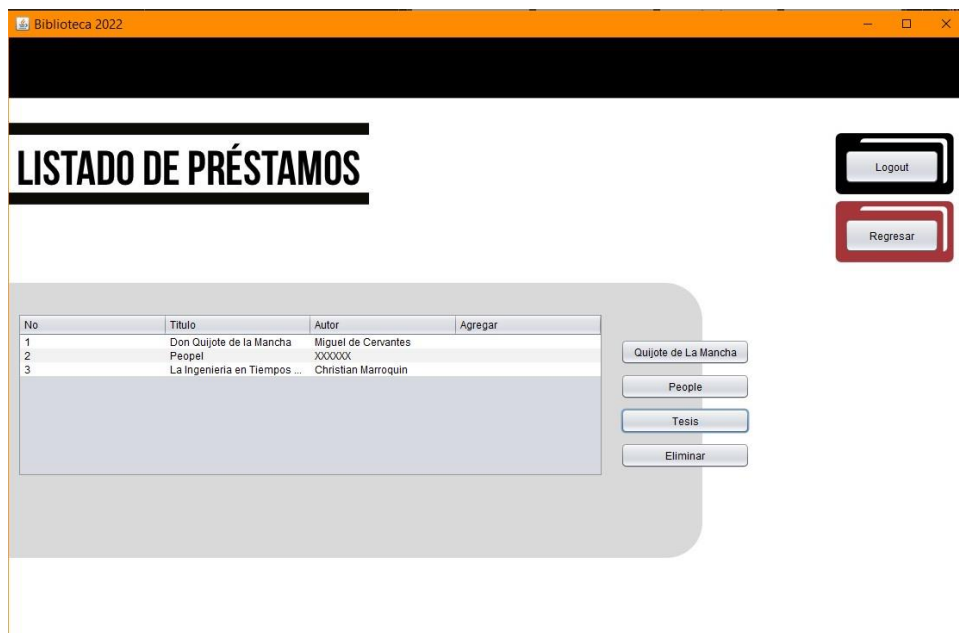 Biblioteca 2022
LISTADO DE PRÉSTAMOS
Logout
Regresar
No Titulo Autor Agregar
1 Don Quijote de la Mancha Miguel de Cervantes
2 Peopel XXXXXX
3 La Ingenieria en Tiempos ... Christian Marroquin
Quijote de La Mancha
People
Tesis
Eliminar